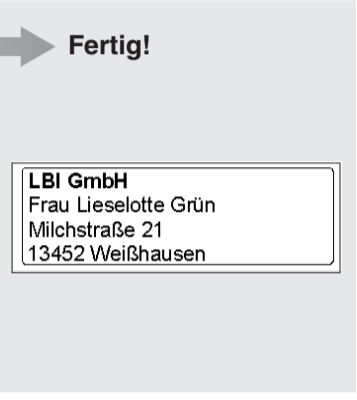 Fertig!
LBI GmbH
Frau Lieselotte Grün
Milchstraße 21
13452 Weißhausen